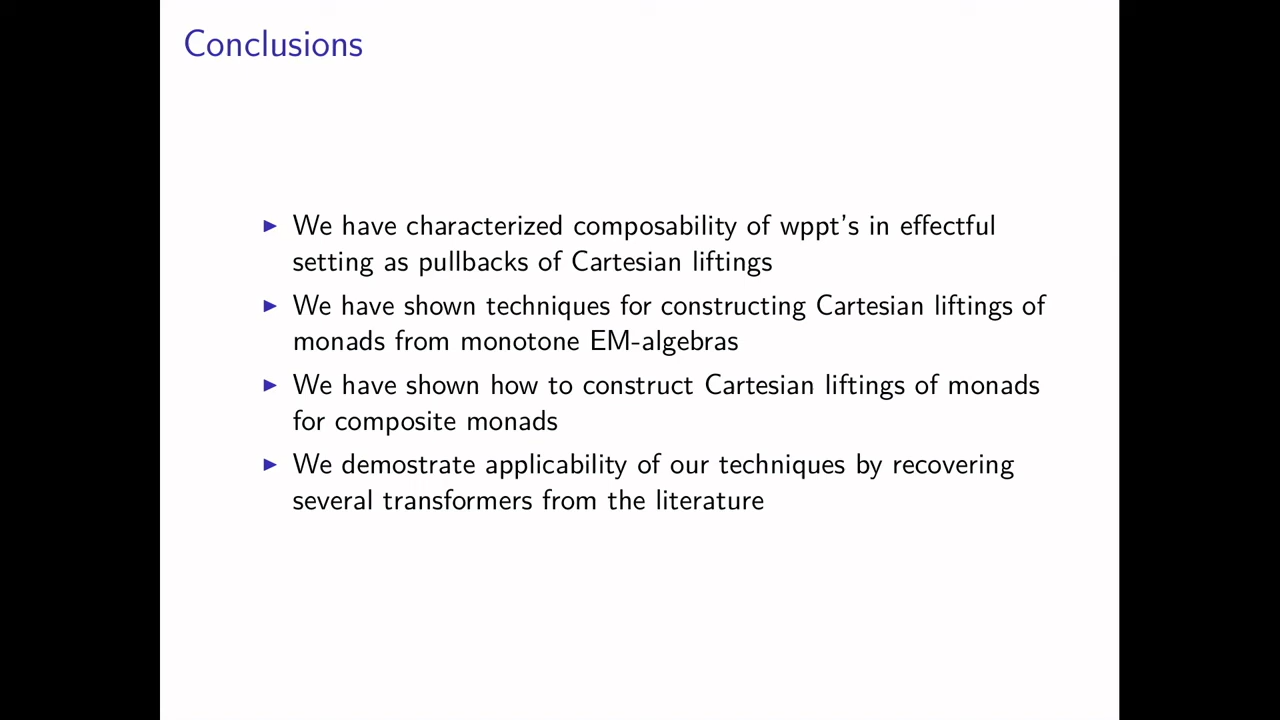 Conclusions
▶ We have characterized composability of wppt's in effectful
setting as pullbacks of Cartesian liftings
▶ We have shown techniques for constructing Cartesian liftings of
monads from monotone EM-algebras
▶ We have shown how to construct Cartesian liftings of monads
for composite monads
▶ We demostrate applicability of our techniques by recovering
several transformers from the literature